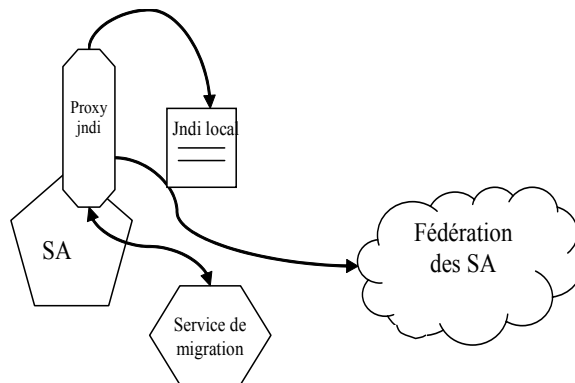 Proxy
jndi
Jndi local
SA
Fédération
des SA
Service de
migration